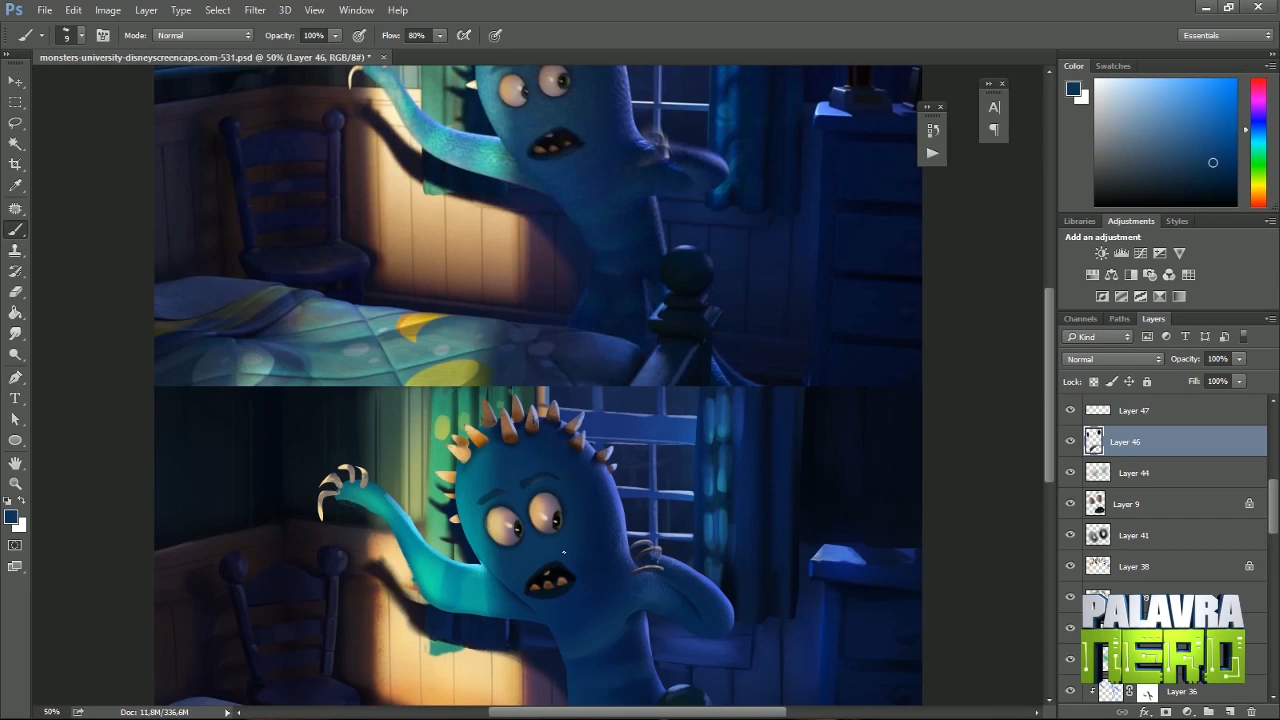 Ps File Edit Image Layer Type Select Filter 3D View Window Help
9 Mode: Normal Opacity: 100% Flow: 80% Essentials
monsters-university-disneyscreencaps.com-531.psd @ 50% (Layer 46, RGB/8#) * ×
Color Swatches
A|
Libraries Adjustments Styles
Add an adjustment
Channels Paths Layers
Kind
Normal Opacity: 100%
Lock: Fill: 100%
Layer 47
Layer 46
Layer 44
Layer 9
Layer 41
Layer 38
PALAVRA
NERD
Layer 36
fx
50% Doc: 11,8M/336,6M